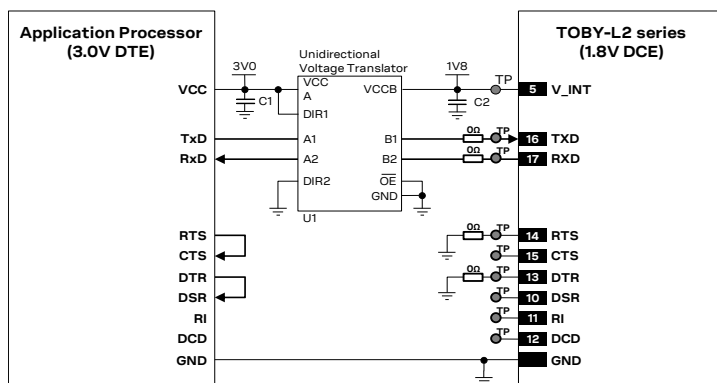 Application Processor
(3.0V DTE)
VCC
TxD
RxD
RTS
CTS
DTR
DSR
RI
DCD
GND
3V0
C1
Unidirectional
Voltage Translator
VCC
A
DIR1
A1
A2
DIR2
VCCB
B1
B2
OE
GND
U1
1V8
C2
TP
0Ω
TP
0Ω
TP
0Ω
TP
TP
0Ω
TP
TP
TP
TP
TOBY-L2 series
(1.8V DCE)
5 V_INT
16 TXD
17 RXD
14 RTS
15 CTS
13 DTR
10 DSR
11 RI
12 DCD
GND